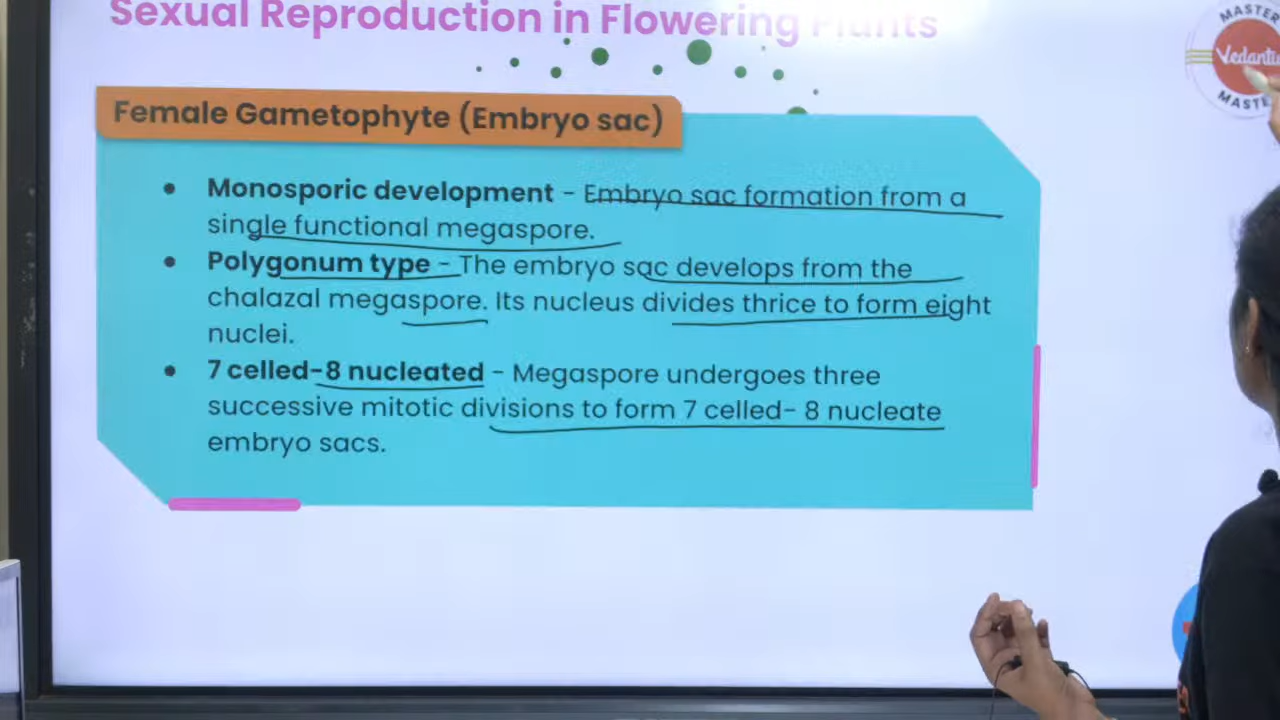 Sexual Reproduction in Flowering Plants
MASTER
Vedantu
MASTE
Female Gametophyte (Embryo sac)
Monosporic development - Embryo sac formation from a
single functional megaspore.
Polygonum type - The embryo sac develops from the
chalazal megaspore. Its nucleus divides thrice to form eight
nuclei.
7 celled-8 nucleated - Megaspore undergoes three
successive mitotic divisions to form 7 celled- 8 nucleate
embryo sacs.